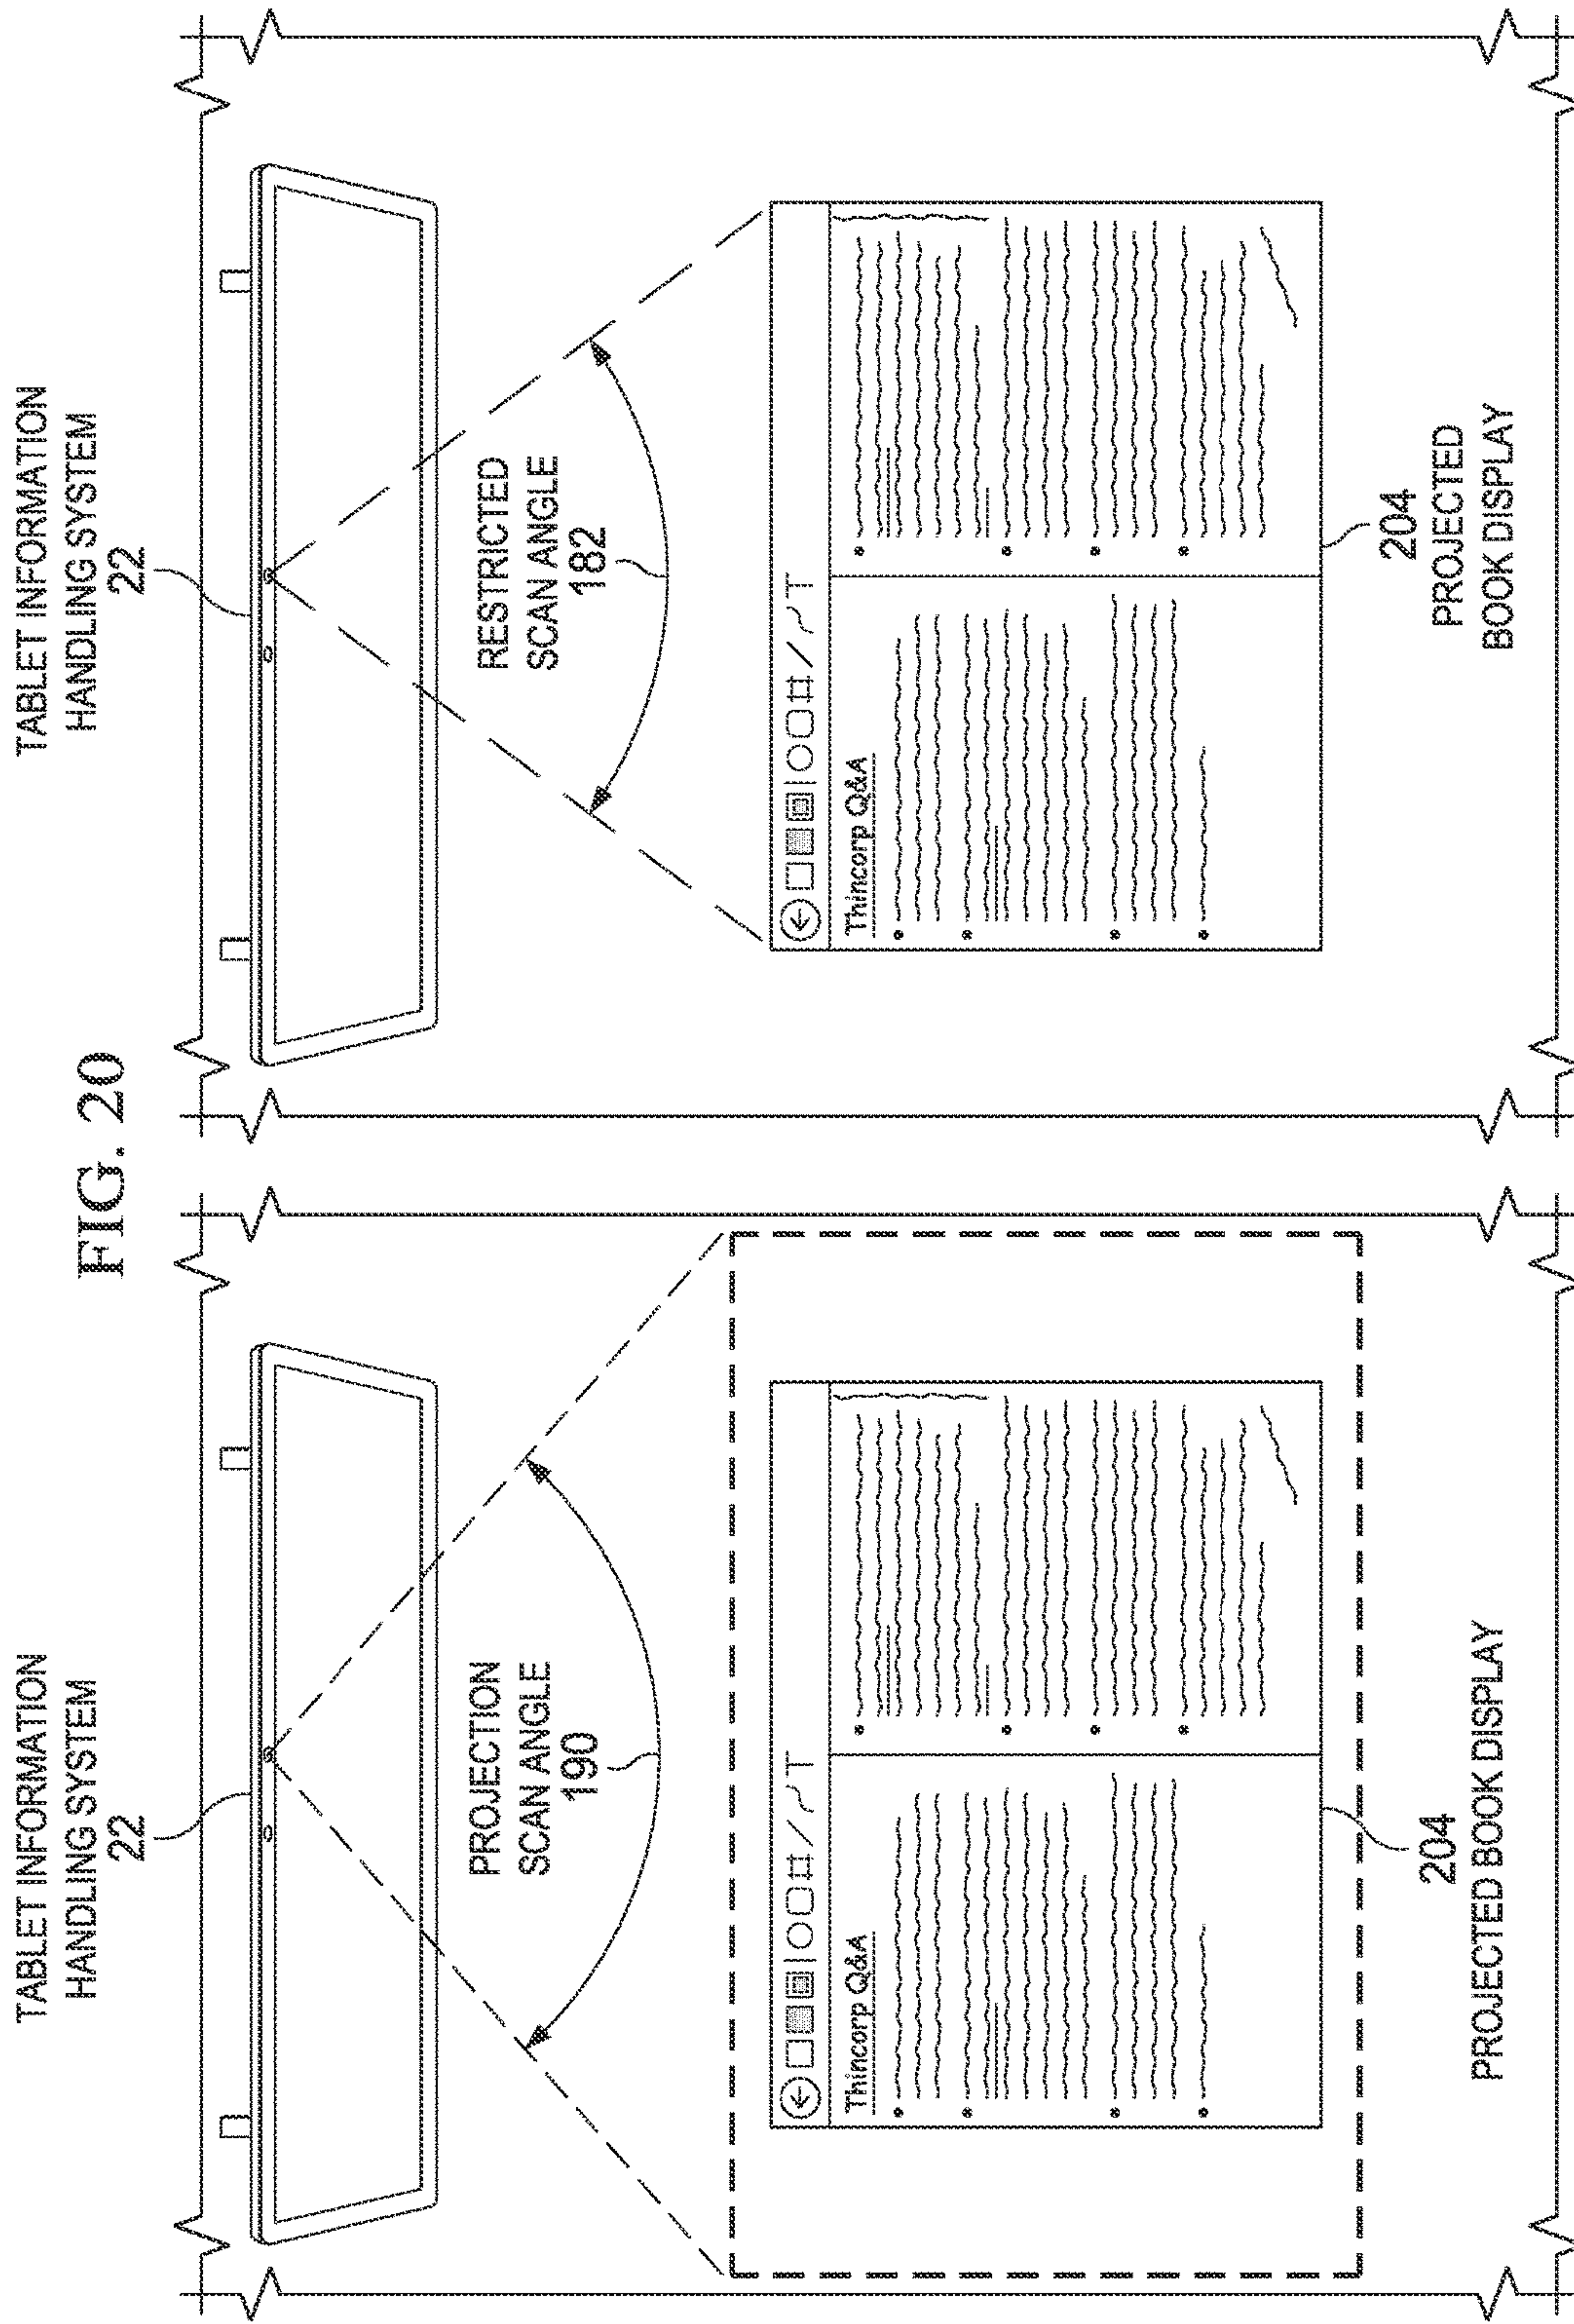 FIG. 20
TABLET INFORMATION
HANDLING SYSTEM
22
PROJECTION
SCAN ANGLE
190
T
Thincorp Q&A
204
PROJECTED BOOK DISPLAY
TABLET INFORMATION
HANDLING SYSTEM
22
RESTRICTED
SCAN ANGLE
182
T
Thincorp Q&A
204
PROJECTED
BOOK DISPLAY